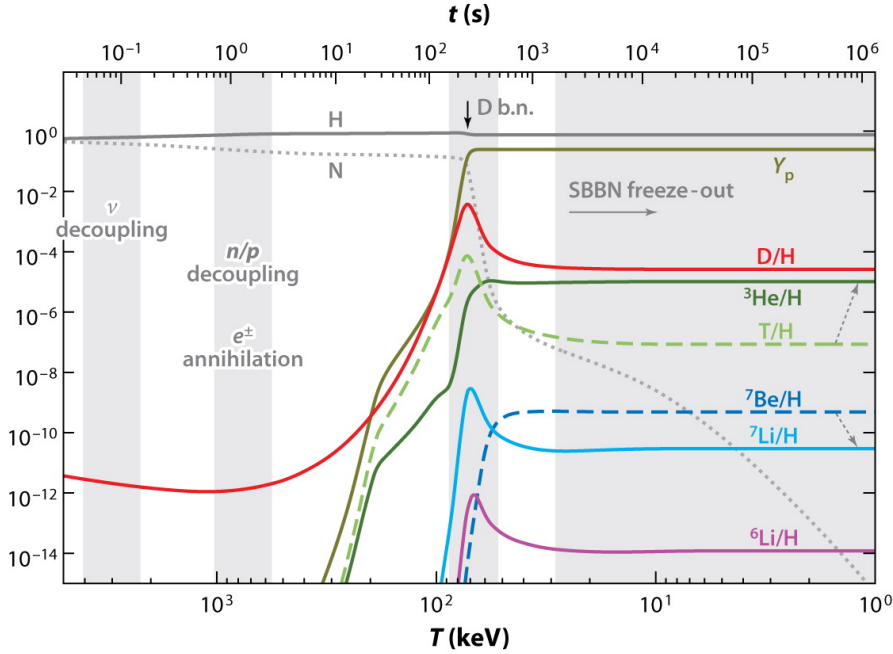 t (s)
10⁻¹ 10⁰ 10¹ 10² 10³ 10⁴ 10⁵ 10⁶
D b.n.
10⁰
H
N
Yₚ
10⁻²
SBBN freeze-out
ν
decoupling
10⁻⁴
n/p
decoupling
D/H
³He/H
10⁻⁶
e±
annihilation
T/H
10⁻⁸
⁷Be/H
10⁻¹⁰
⁷Li/H
10⁻¹²
⁶Li/H
10⁻¹⁴
10³ 10² 10¹ 10⁰
T (keV)